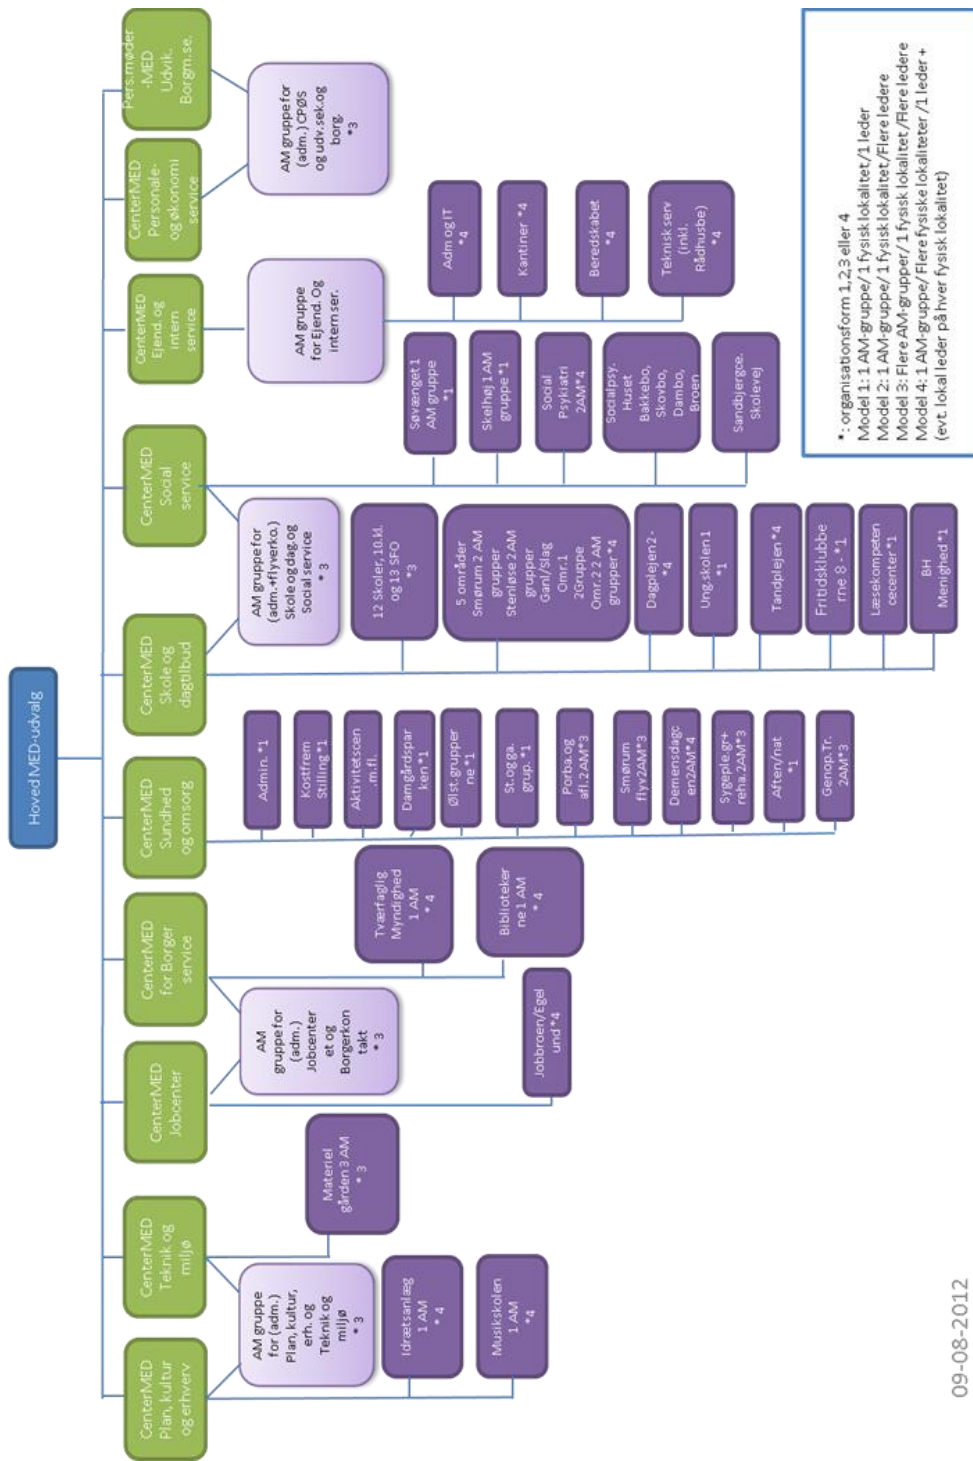 Hoved MED-udvalg
CenterMED
Plan, kultur
og erhverv
CenterMED
Teknik og
miljø
CenterMED
Jobcenter
CenterMED
for Borger
service
CenterMED
Sundhed
og omsorg
CenterMED
Skole og
dagtilbud
CenterMED
Social
service
CenterMED
Ejend. og
intern
service
CenterMED
Personale-
og økonomi
service
Pers.møder
-MED
Udvik.
Borgm.se.
AM gruppe
for (adm.)
Plan, kultur,
erh. og
Teknik og
miljø
* 3
Idrætsanlæg
1 AM
* 4
Musikskolen
1 AM
*4
Materiel
gården 3 AM
* 3
AM
gruppe for
(adm.)
Jobcenter
et og
Borgerkon
takt
* 3
Jobbroen/Egel
und *4
Tværfaglig
Myndighed
1 AM
* 4
Biblioteker
ne 1 AM
* 4
Admin. *1
Kostfrem
Stilling *1
Aktivitetscen
.m.fl.
Damgårdspar
ken *1
Ølst.grupper
ne *1
St.og ga.
grup. *1
Porba.og
afl.2 AM*3
Smørum
flyv2AM*3
Demensdagc
en2AM*4
Sygeple.gr+
reha.2AM*3
Aften/nat
*1
Genop.Tr.
2AM*3
AM gruppe for
(adm.+flyverko.)
Skole og dag. og
Social service
* 3
12 Skoler, 10.kl.
og 13 SFO
*3
5 områder
Smørum 2 AM
grupper
Stenløse 2 AM
grupper
Ganl/Slag
Omr.1
2Gruppe
Omr.2 2 AM
grupper *4
Dagplejen 2 -
*4
Ung.skolen 1
*1
Tandplejen *4
Fritidsklubbe
rne 8 - *1
Læsekompeten
cecenter *1
BH
Menighed *1
Søvænget 1
AM gruppe
*1
Skelhøj 1 AM
gruppe *1
Social
Psykiatri
2AM*4
Socialpsy.
Huset
Bakkebo,
Skovbo,
Dambo,
Broen
Sandbjergce.
Skolevej
AM gruppe
for Ejend. Og
intern ser.
Adm og IT
*4
Kantiner *4
Beredskabet
*4
Teknisk serv
(inkl.
Rådhusbe)
*4
AM gruppe for
(adm.) CPØS
og udv.sek.og
borg.
*3
*: organisationsform 1,2,3 eller 4
Model 1: 1 AM-gruppe/ 1 fysisk lokalitet/1 leder
Model 2: 1 AM-gruppe/1 fysisk lokalitet/Flere ledere
Model 3: Flere AM-grupper/ 1 fysisk lokalitet /Flere ledere
Model 4: 1 AM-gruppe/ Flere fysiske lokaliteter /1 leder +
(evt. lokal leder på hver fysisk lokalitet)
09-08-2012